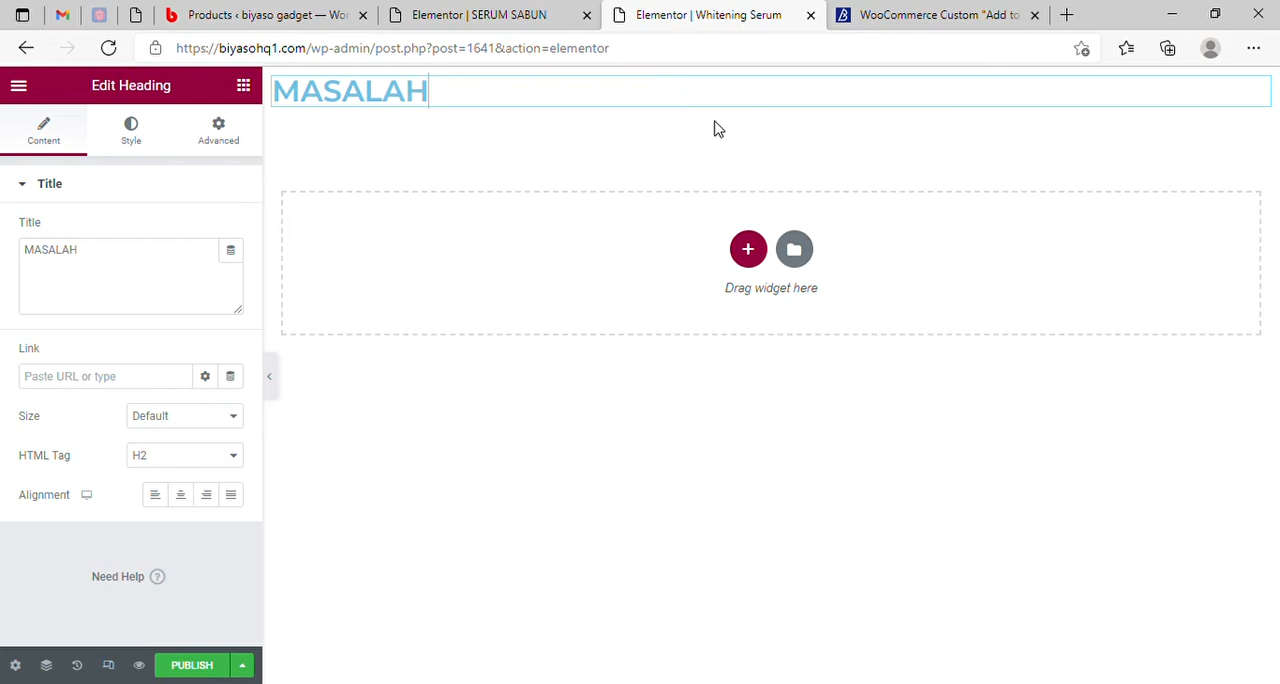 Products ‹ biyaso gadget — Wor
Elementor | SERUM SABUN
Elementor | Whitening Serum
WooCommerce Custom "Add to
https://biyasohq1.com/wp-admin/post.php?post=1641&action=elementor
Edit Heading
MASALAH
Content
Style
Advanced
Title
Title
MASALAH
Drag widget here
Link
Paste URL or type
Size
Default
HTML Tag
H2
Alignment
Need Help ?
PUBLISH